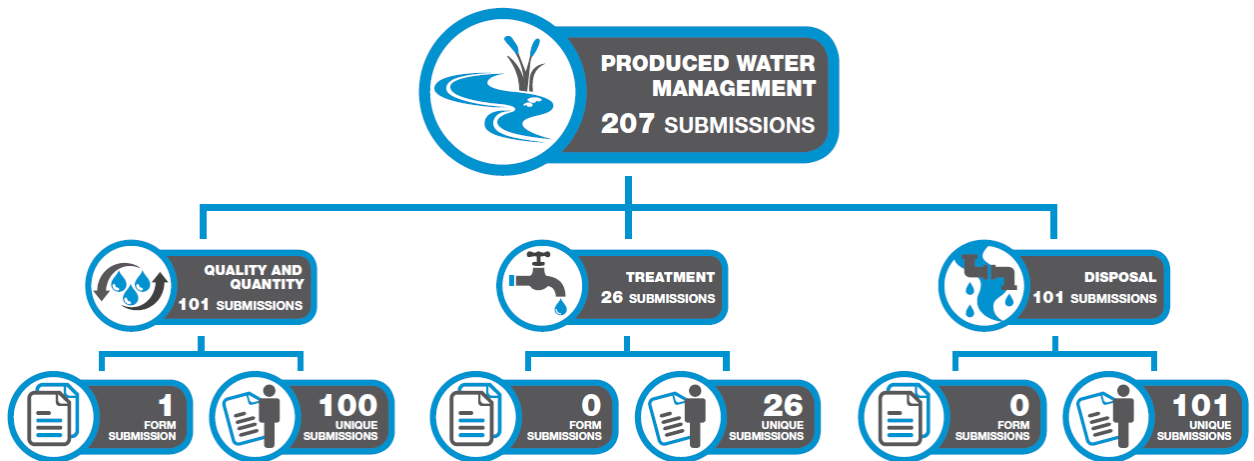 PRODUCED WATER
MANAGEMENT
207 SUBMISSIONS
QUALITY AND
QUANTITY
101 SUBMISSIONS
TREATMENT
26 SUBMISSIONS
DISPOSAL
101 SUBMISSIONS
1
FORM
SUBMISSION
100
UNIQUE
SUBMISSIONS
0
FORM
SUBMISSIONS
26
UNIQUE
SUBMISSIONS
0
FORM
SUBMISSIONS
101
UNIQUE
SUBMISSIONS